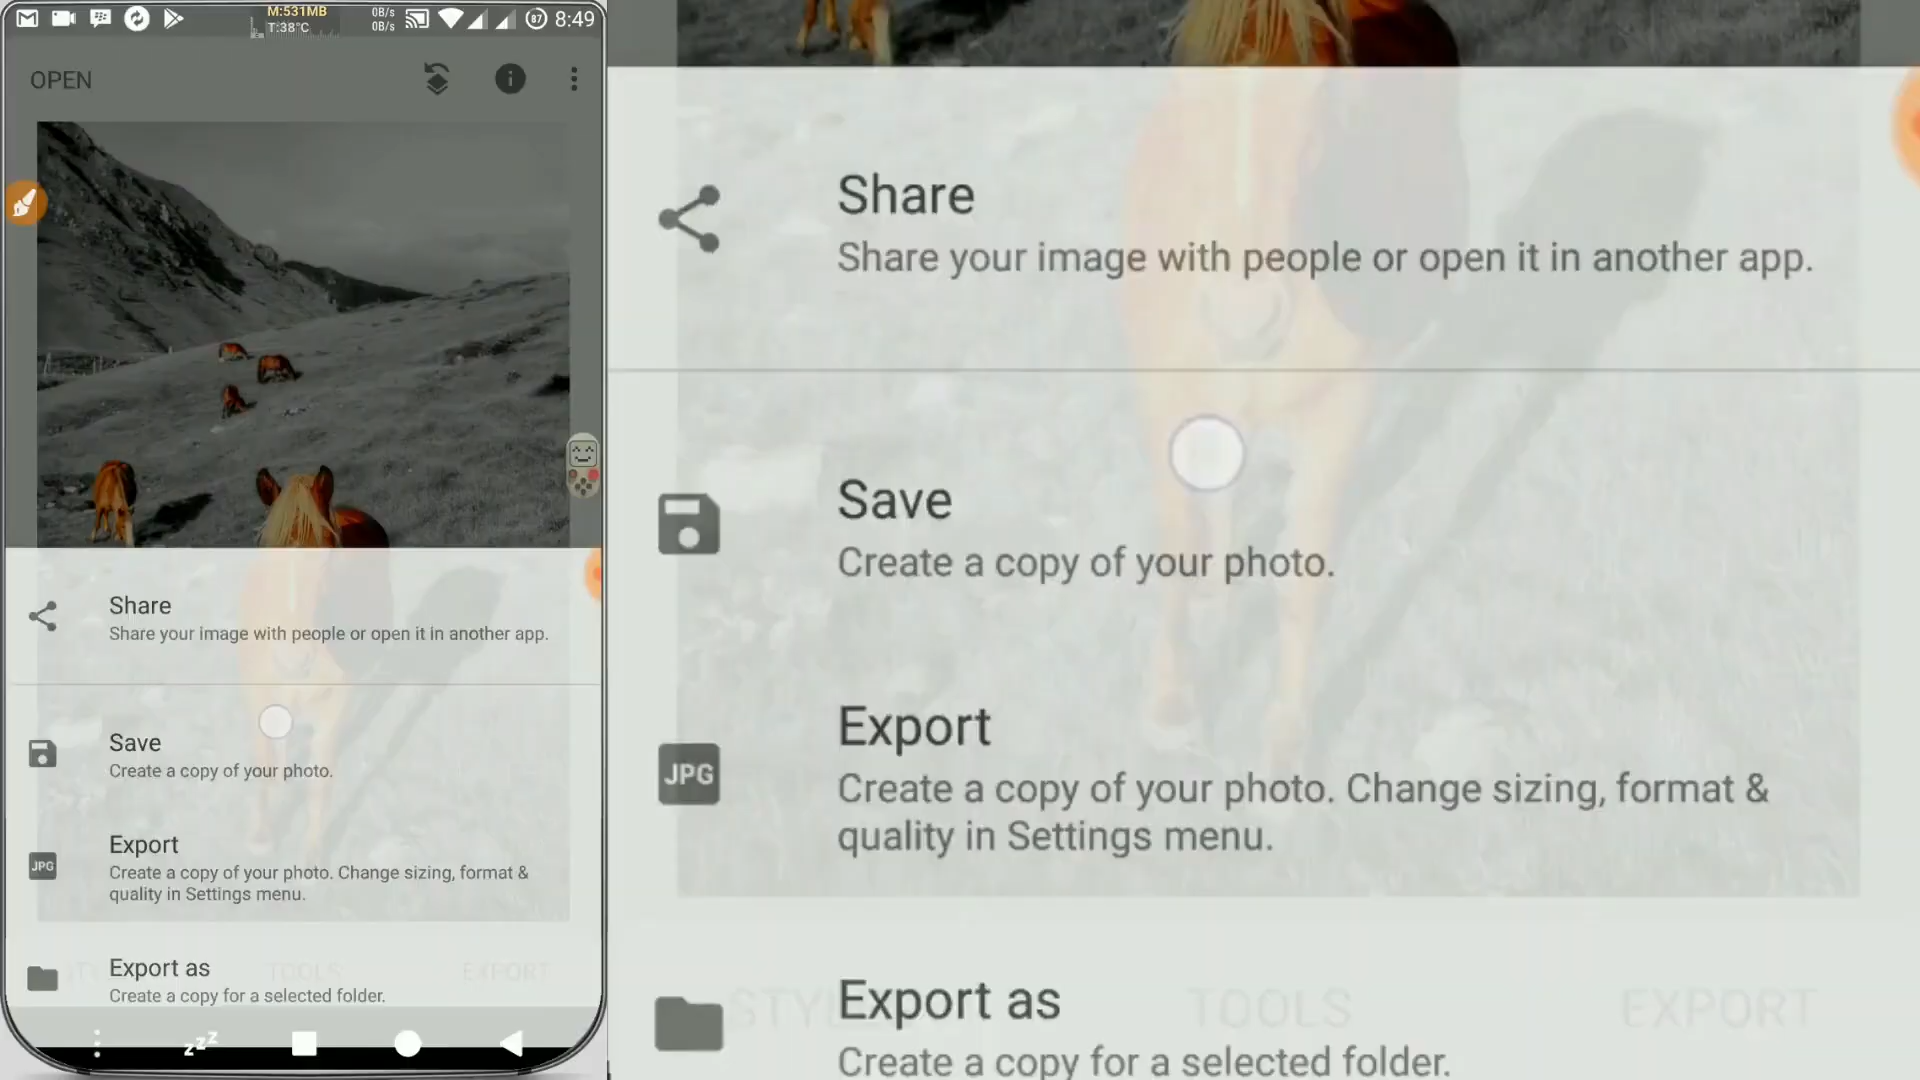 M:531MB
T:38°C
0B/s
0B/s
87
8:49
OPEN
Share
Share your image with people or open it in another app.
Save
Create a copy of your photo.
JPG
Export
Create a copy of your photo. Change sizing, format &
quality in Settings menu.
Export as
TOOLS
EXPORT
Create a copy for a selected folder.
zzz
Share
Share your image with people or open it in another app.
Save
Create a copy of your photo.
JPG
Export
Create a copy of your photo. Change sizing, format &
quality in Settings menu.
Export as
TOOLS
EXPORT
Create a copy for a selected folder.